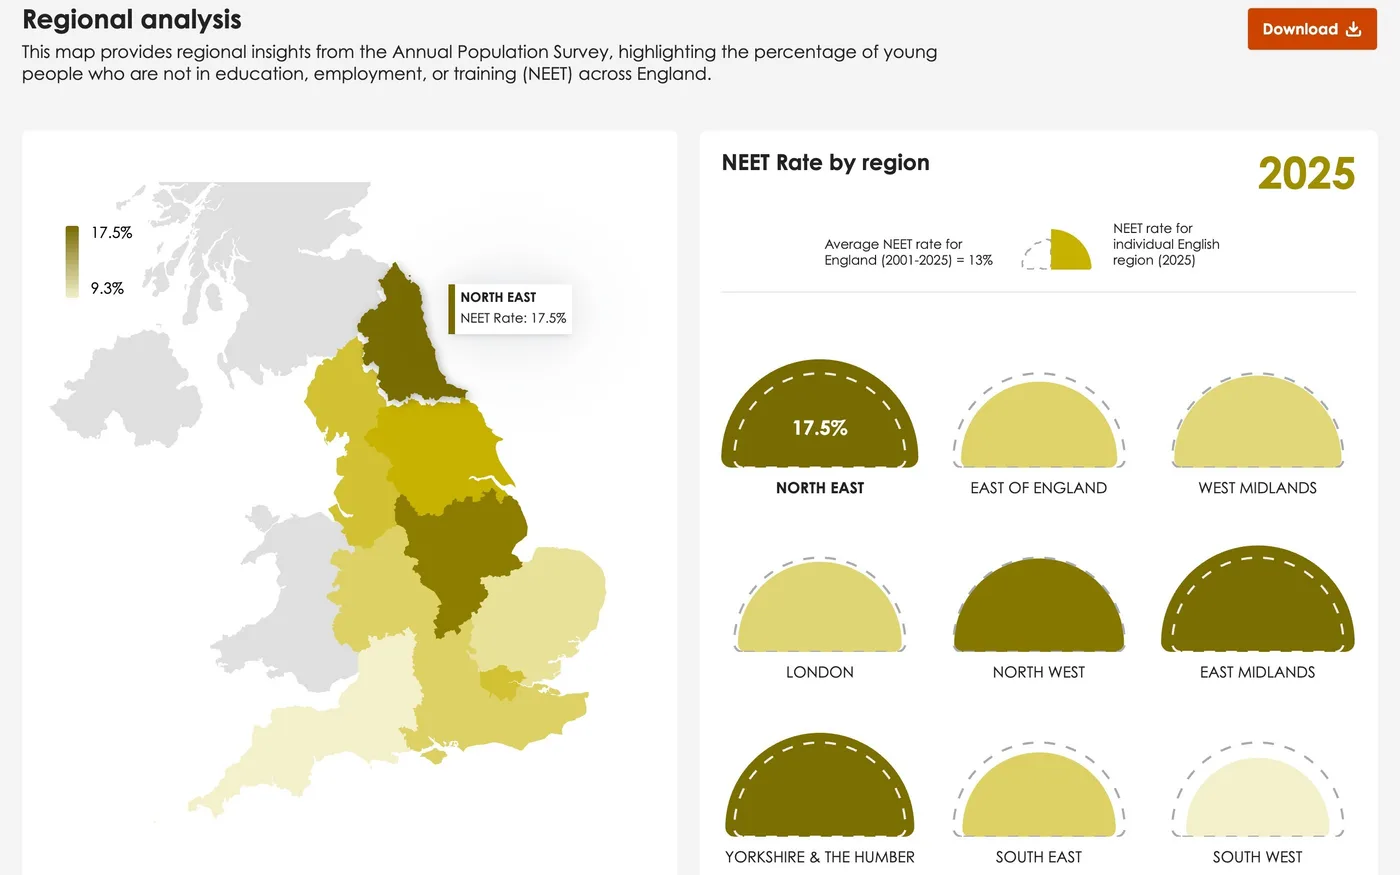 Regional analysis
Download
This map provides regional insights from the Annual Population Survey, highlighting the percentage of young
people who are not in education, employment, or training (NEET) across England.
17.5%
9.3%
NORTH EAST
NEET Rate: 17.5%
NEET Rate by region
2025
Average NEET rate for
England (2001-2025) = 13%
NEET rate for
individual English
region (2025)
17.5%
NORTH EAST
EAST OF ENGLAND
WEST MIDLANDS
LONDON
NORTH WEST
EAST MIDLANDS
YORKSHIRE & THE HUMBER
SOUTH EAST
SOUTH WEST